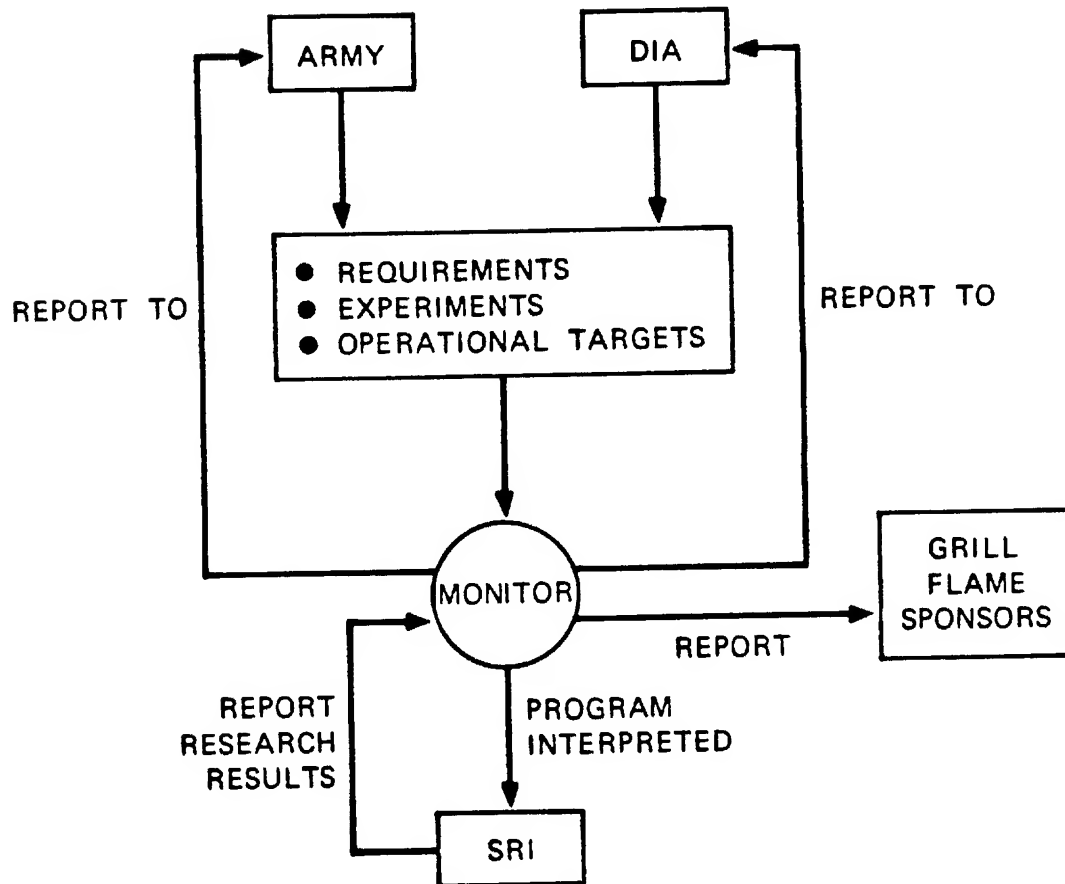 ARMY
DIA
● REQUIREMENTS
● EXPERIMENTS
● OPERATIONAL TARGETS
REPORT TO
REPORT TO
MONITOR
GRILL
FLAME
SPONSORS
REPORT
REPORT
RESEARCH
RESULTS
PROGRAM
INTERPRETED
SRI